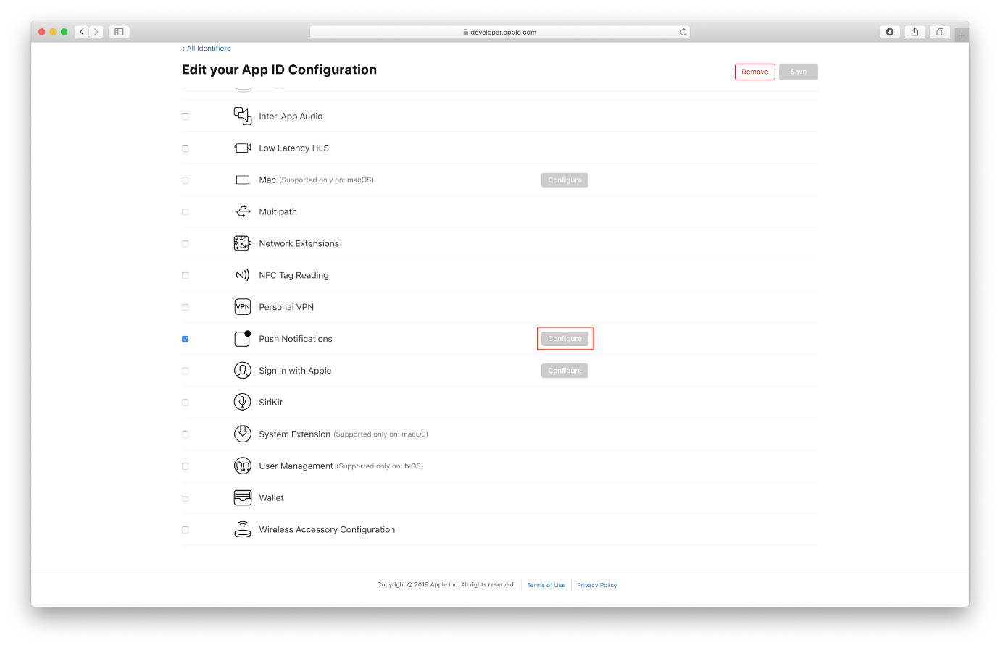 developer.apple.com
‹ All Identifiers
Edit your App ID Configuration
Remove
Save
Inter-App Audio
Low Latency HLS
Mac (Supported only on: macOS)
Configure
Multipath
Network Extensions
NFC Tag Reading
VPN
Personal VPN
Push Notifications
Configure
Sign In with Apple
Configure
SiriKit
System Extension (Supported only on: macOS)
User Management (Supported only on: tvOS)
Wallet
Wireless Accessory Configuration
Copyright © 2019 Apple Inc. All rights reserved.
Terms of Use
Privacy Policy